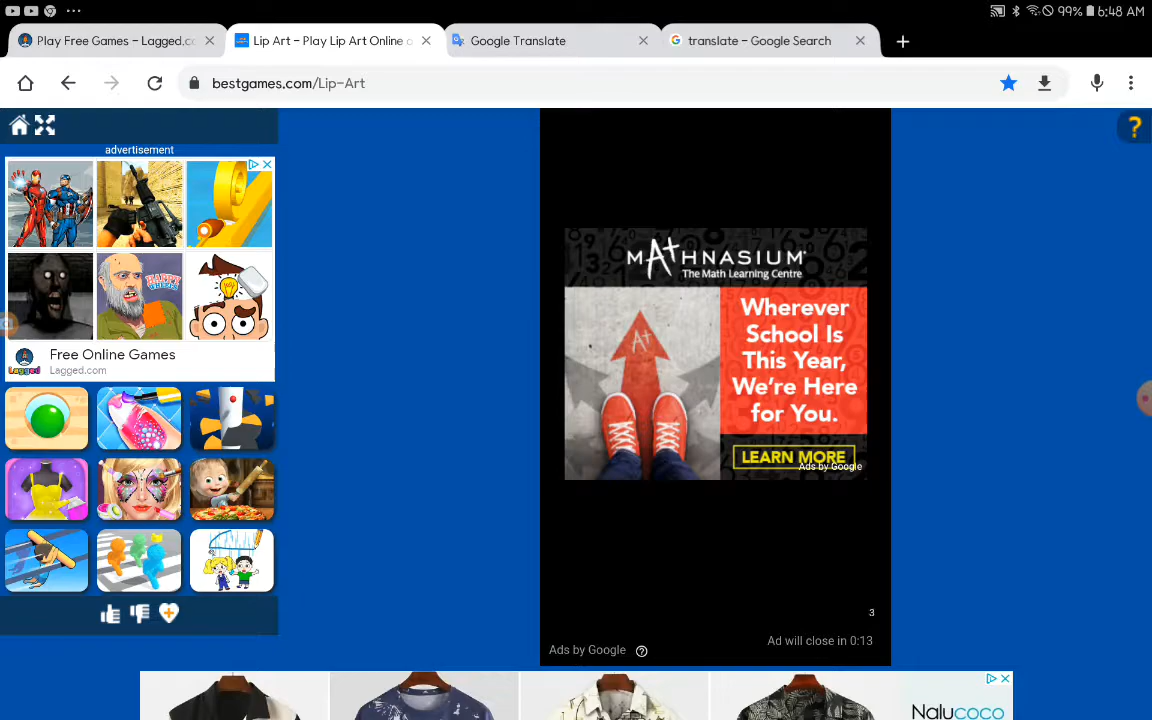 99% 6:48 AM
Play Free Games – Lagged.c
Lip Art – Play Lip Art Online o
Google Translate
translate – Google Search
bestgames.com/Lip-Art
advertisement
HAPPY
WHEELS
Free Online Games
Lagged
Lagged.com
?
MATHNASIUM
The Math Learning Centre
A+
Wherever
School Is
This Year,
We're Here
for You.
LEARN MORE
Ads by Google
3
Ad will close in 0:13
Ads by Google
Nalucoco